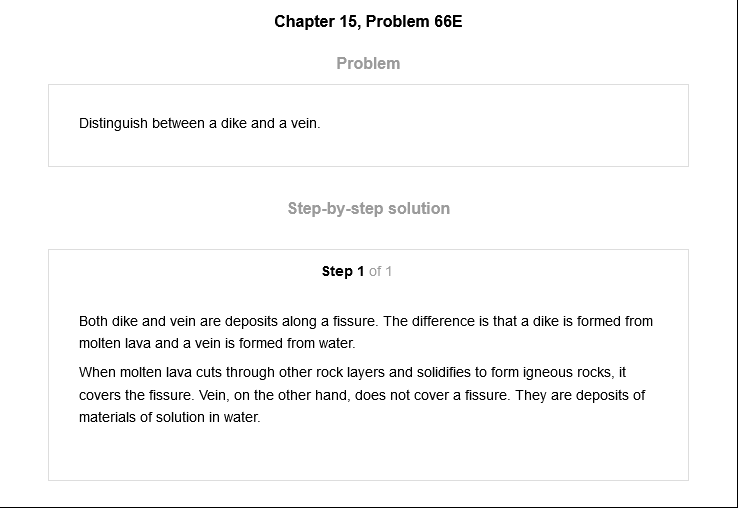 Chapter 15, Problem 66E
Problem
Distinguish between a dike and a vein.
Step-by-step solution
Step 1 of 1
Both dike and vein are deposits along a fissure. The difference is that a dike is formed from
molten lava and a vein is formed from water.
When molten lava cuts through other rock layers and solidifies to form igneous rocks, it
covers the fissure. Vein, on the other hand, does not cover a fissure. They are deposits of
materials of solution in water.